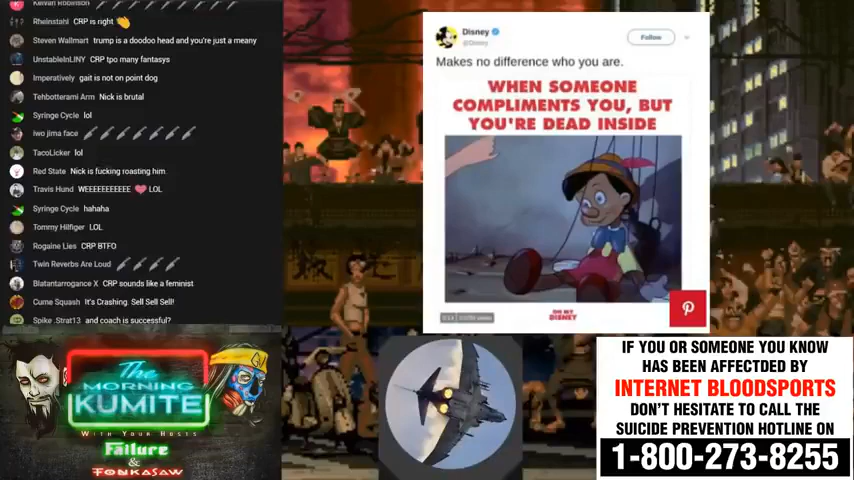 Kelvan Robinson
Rheinstahl CRP is right
Steven Wallmart trump is a doodoo head and you're just a meany
UnstableInLINY CRP tpo many fantasys
Imperatively gait is not on point dog
Tehbotterami Arm Nick is brutal
Syringe Cycle lol
iwo jima face
TacoLicker lol
Red State Nick is fucking roasting him
Travis Hund WEEEEEEEEEE LOL
Syringe Cycle hahaha
Tommy Hilfiger LOL
Rogaine Lies CRP BTFO
Twin Reverbs Are Loud
Blatantarrogance X CRP sounds like a feminist
Cume Squash It's Crashing. Sell Sell Sell!
Spike .Strat13 and coach is successful?
Disney
@Disney
Follow
Makes no difference who you are.
WHEN SOMEONE
COMPLIMENTS YOU, BUT
YOU'RE DEAD INSIDE
OH MY
DISNEY
The
MORNING
KUMITE
With Your Hosts
Failure
&
TonkaSaw
IF YOU OR SOMEONE YOU KNOW
HAS BEEN AFFECTDED BY
INTERNET BLOODSPORTS
DON'T HESITATE TO CALL THE
SUICIDE PREVENTION HOTLINE ON
1-800-273-8255